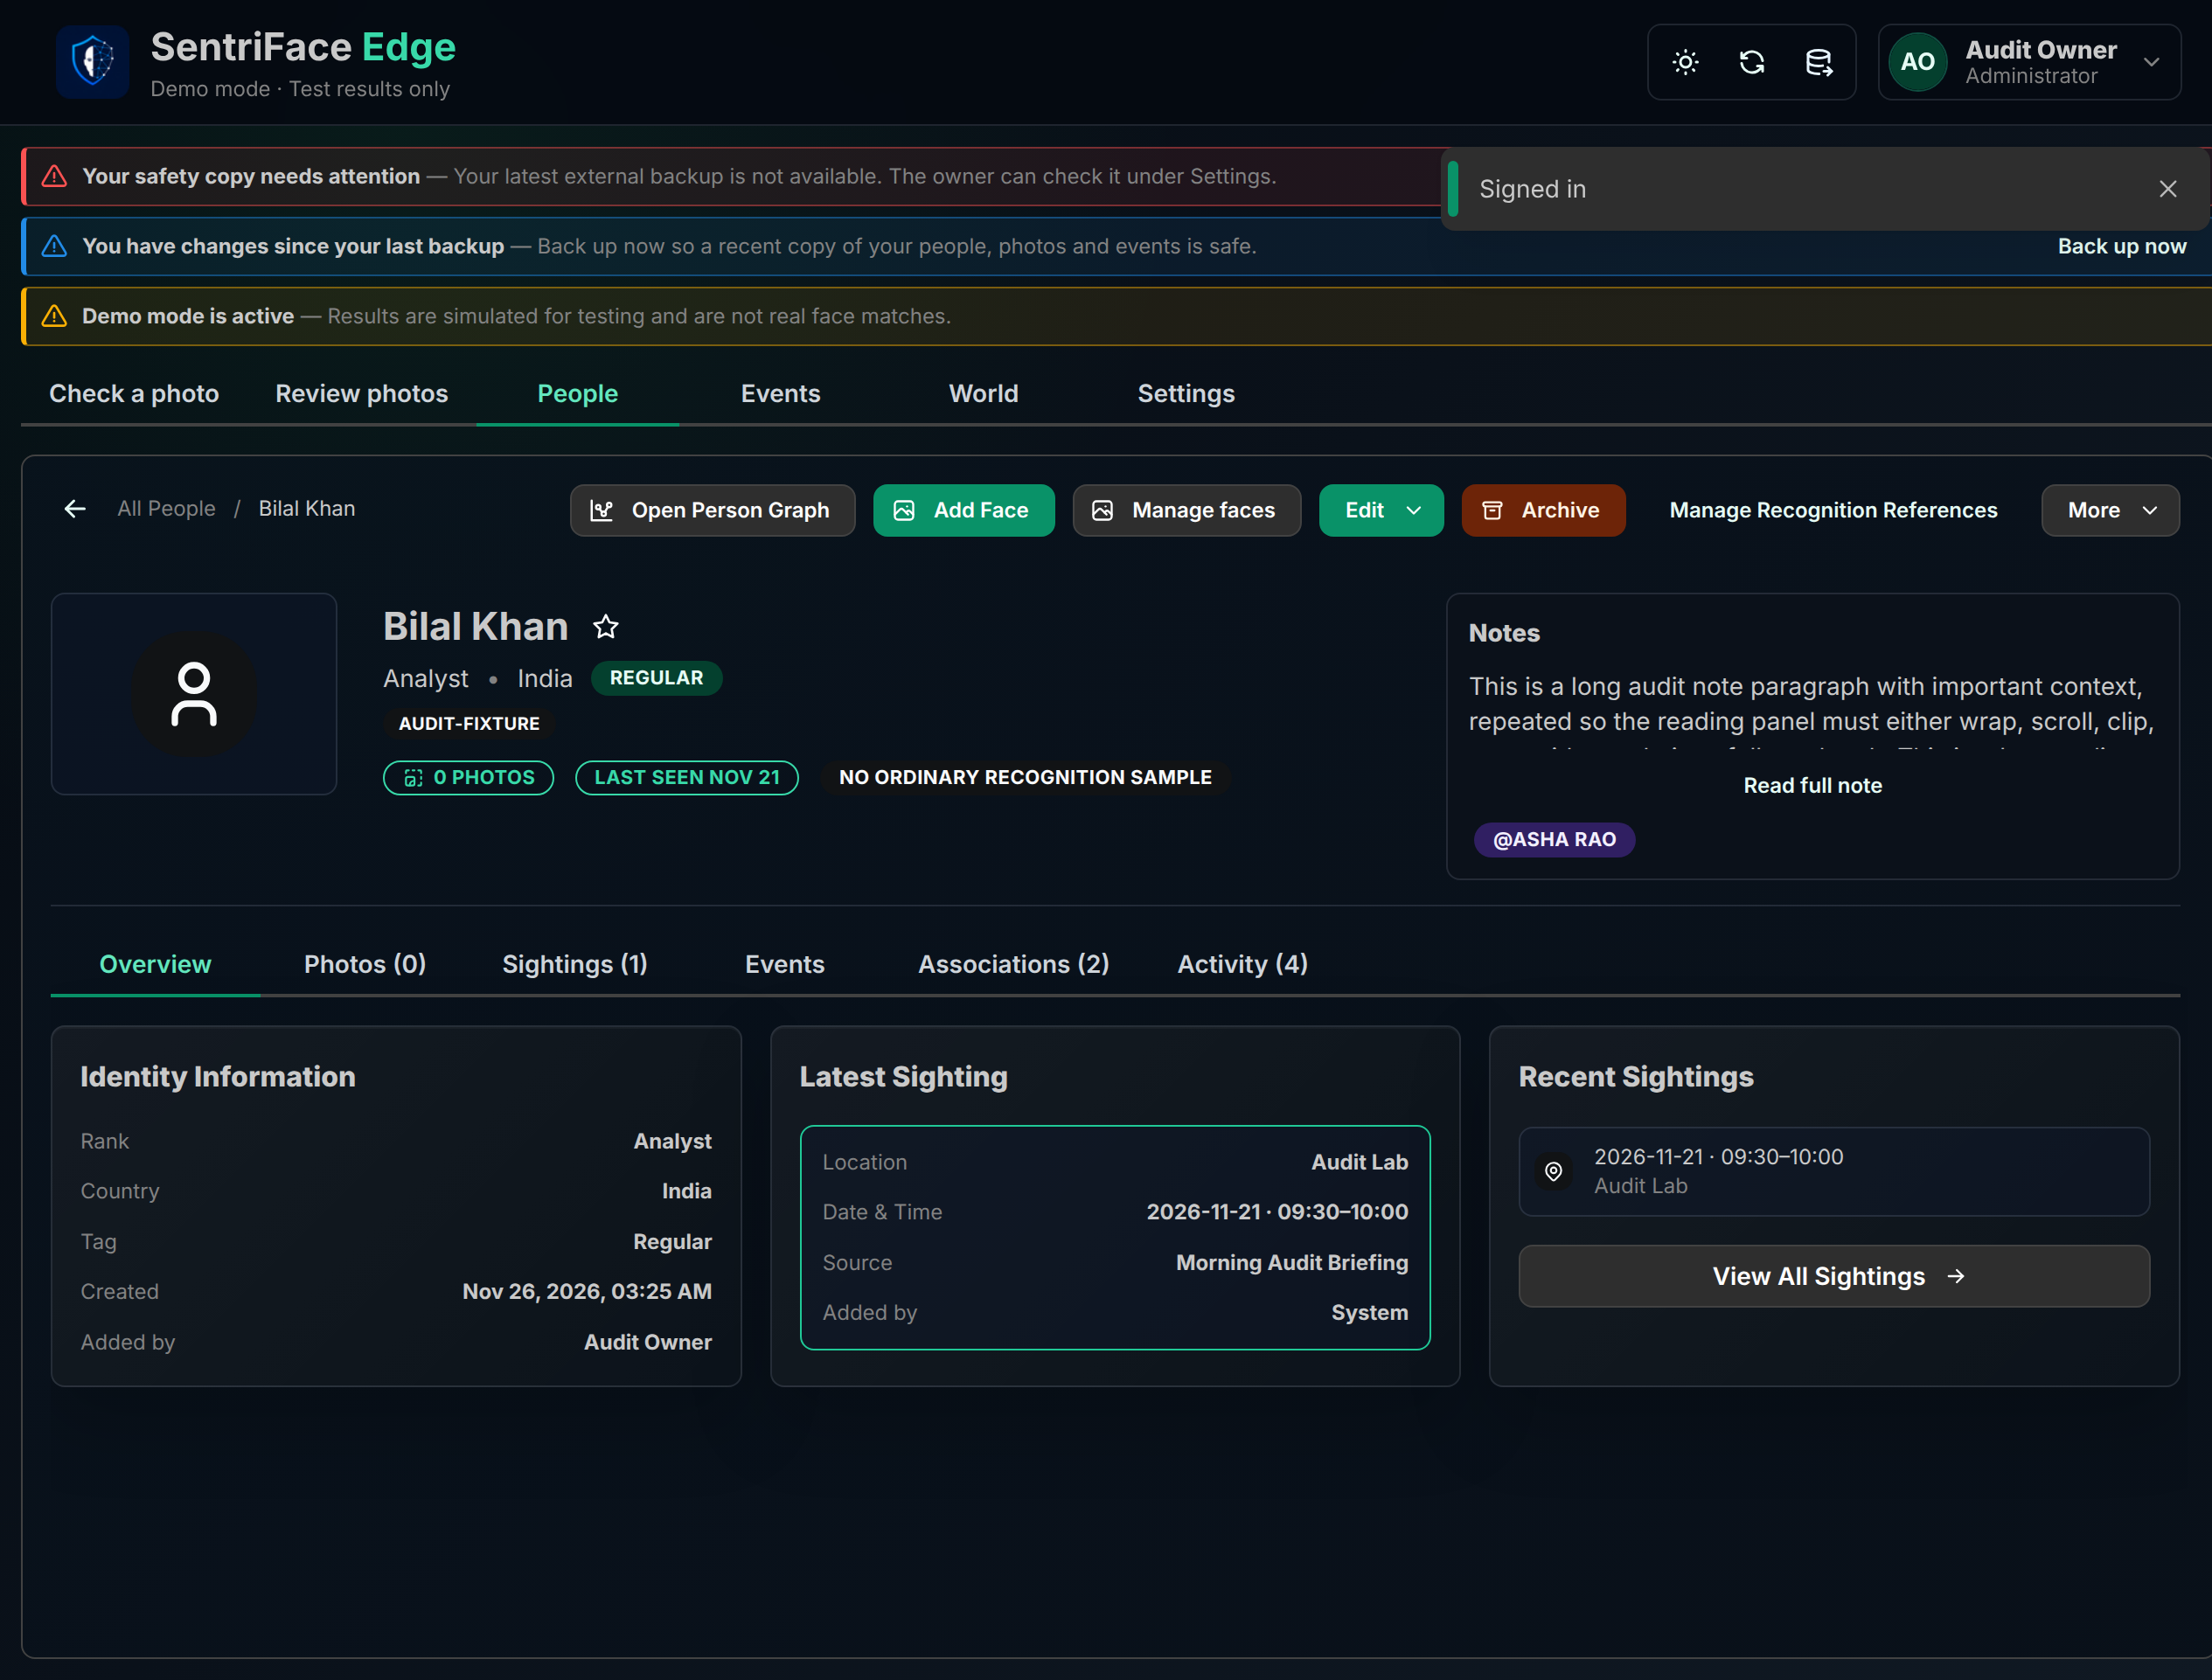 SentriFace Edge
Demo mode · Test results only
AO
Audit Owner
Administrator
Your safety copy needs attention — Your latest external backup is not available. The owner can check it under Settings.
Signed in
You have changes since your last backup — Back up now so a recent copy of your people, photos and events is safe.
Back up now
Demo mode is active — Results are simulated for testing and are not real face matches.
Check a photo
Review photos
People
Events
World
Settings
All People / Bilal Khan
Open Person Graph
Add Face
Manage faces
Edit
Archive
Manage Recognition References
More
Bilal Khan
Analyst • India
REGULAR
AUDIT-FIXTURE
0 PHOTOS
LAST SEEN NOV 21
NO ORDINARY RECOGNITION SAMPLE
Notes
This is a long audit note paragraph with important context,
repeated so the reading panel must either wrap, scroll, clip,
Read full note
@ASHA RAO
Overview
Photos (0)
Sightings (1)
Events
Associations (2)
Activity (4)
Identity Information
Rank Analyst
Country India
Tag Regular
Created Nov 26, 2026, 03:25 AM
Added by Audit Owner
Latest Sighting
Location Audit Lab
Date & Time 2026-11-21 · 09:30–10:00
Source Morning Audit Briefing
Added by System
Recent Sightings
2026-11-21 · 09:30–10:00
Audit Lab
View All Sightings